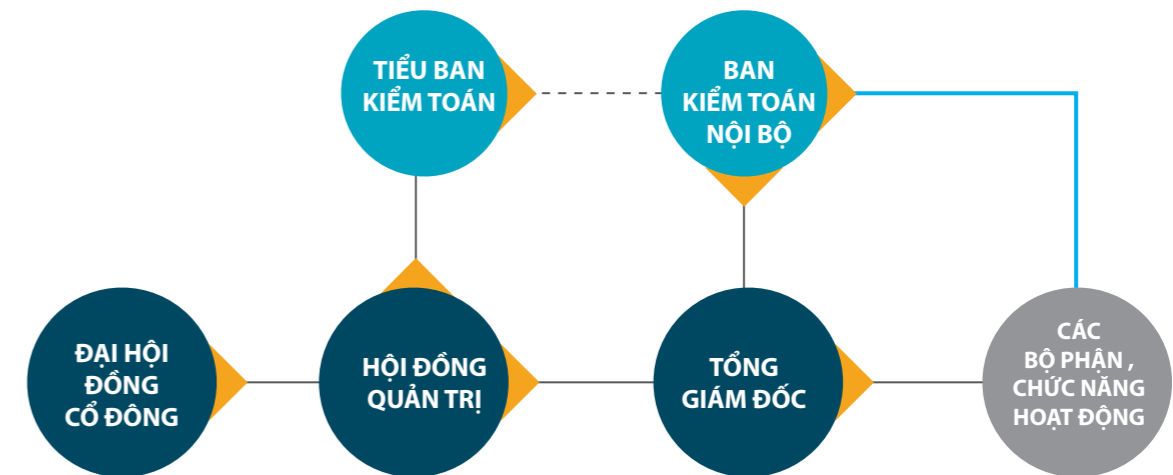 TIỂU BAN
KIỂM TOÁN
BAN
KIỂM TOÁN
NỘI BỘ
ĐẠI HỘI
ĐỒNG
CỔ ĐÔNG
HỘI ĐỒNG
QUẢN TRỊ
TỔNG
GIÁM ĐỐC
CÁC
BỘ PHẬN ,
CHỨC NĂNG
HOẠT ĐỘNG